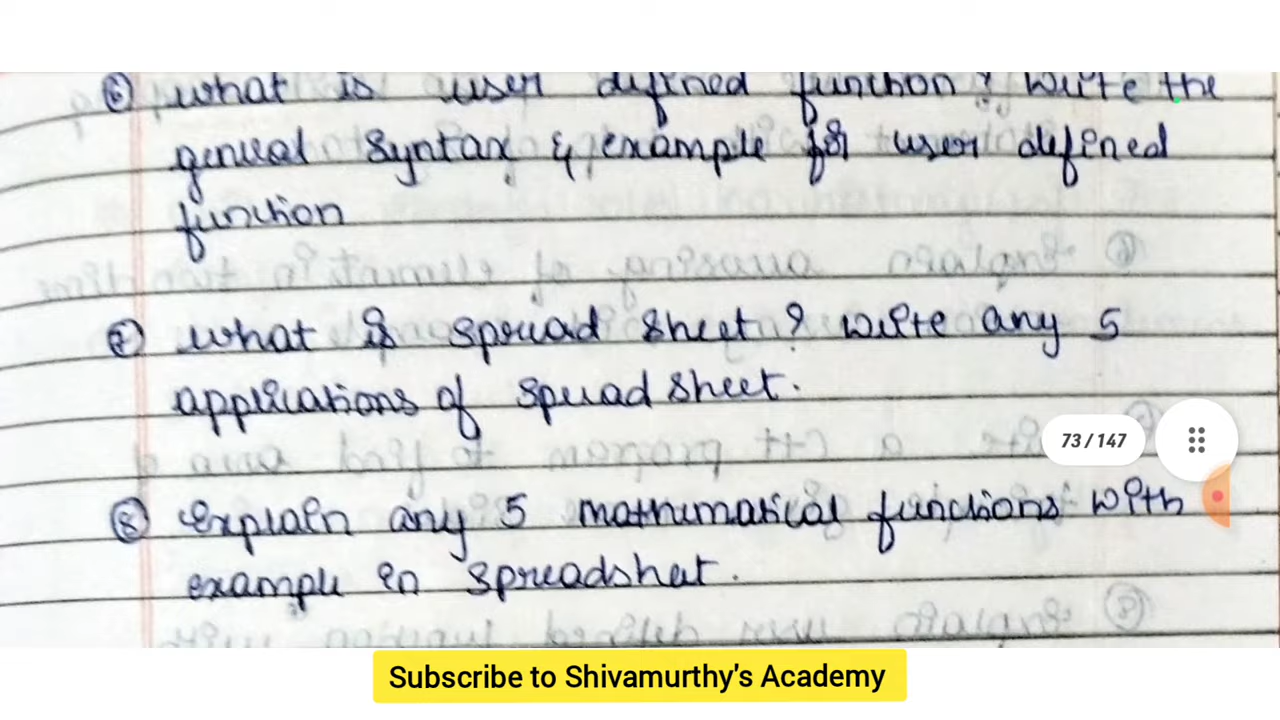 ⑥ what is user defined function? Write the
general syntax & example for user defined
function
⑦ what is spread sheet? write any 5
applications of spread sheet.
73 / 147
⑧ explain any 5 mathematical functions with
example in spreadsheet.
Subscribe to Shivamurthy's Academy